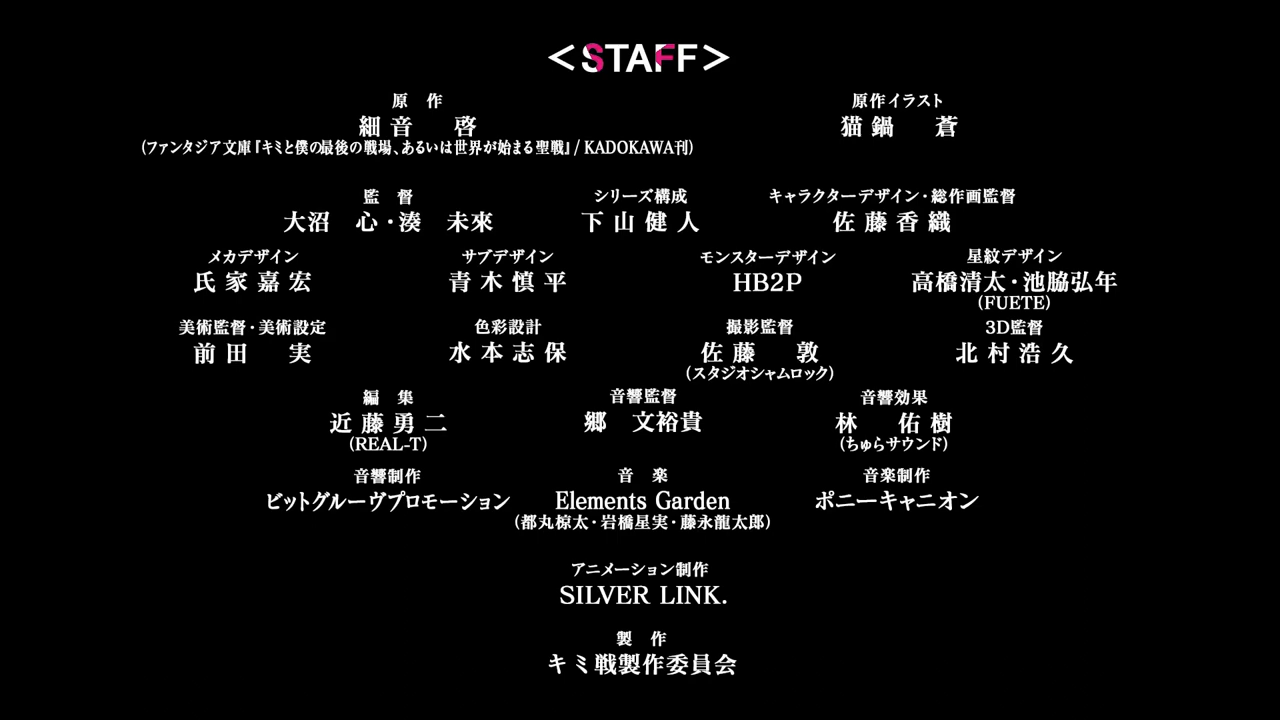 <STAFF>
原 作
細音 啓
(ファンタジア文庫『キミと僕の最後の戦場、あるいは世界が始まる聖戦』/ KADOKAWA刊)
原作イラスト
猫鍋 蒼
監 督
大沼 心・湊 未來
シリーズ構成
下山健人
キャラクターデザイン・総作画監督
佐藤香織
メカデザイン
氏家嘉宏
サブデザイン
青木慎平
モンスターデザイン
HB2P
星紋デザイン
高橋清太・池脇弘年
(FUETE)
美術監督・美術設定
前田 実
色彩設計
水本志保
撮影監督
佐藤 敦
(スタジオシャムロック)
3D監督
北村浩久
編 集
近藤勇二
(REAL-T)
音響監督
郷 文裕貴
音響効果
林 佑樹
(ちゅらサウンド)
音響制作
ビットグルーヴプロモーション
音 楽
Elements Garden
(都丸椋太・岩橋星実・藤永龍太郎)
音楽制作
ポニーキャニオン
アニメーション制作
SILVER LINK.
製 作
キミ戦製作委員会